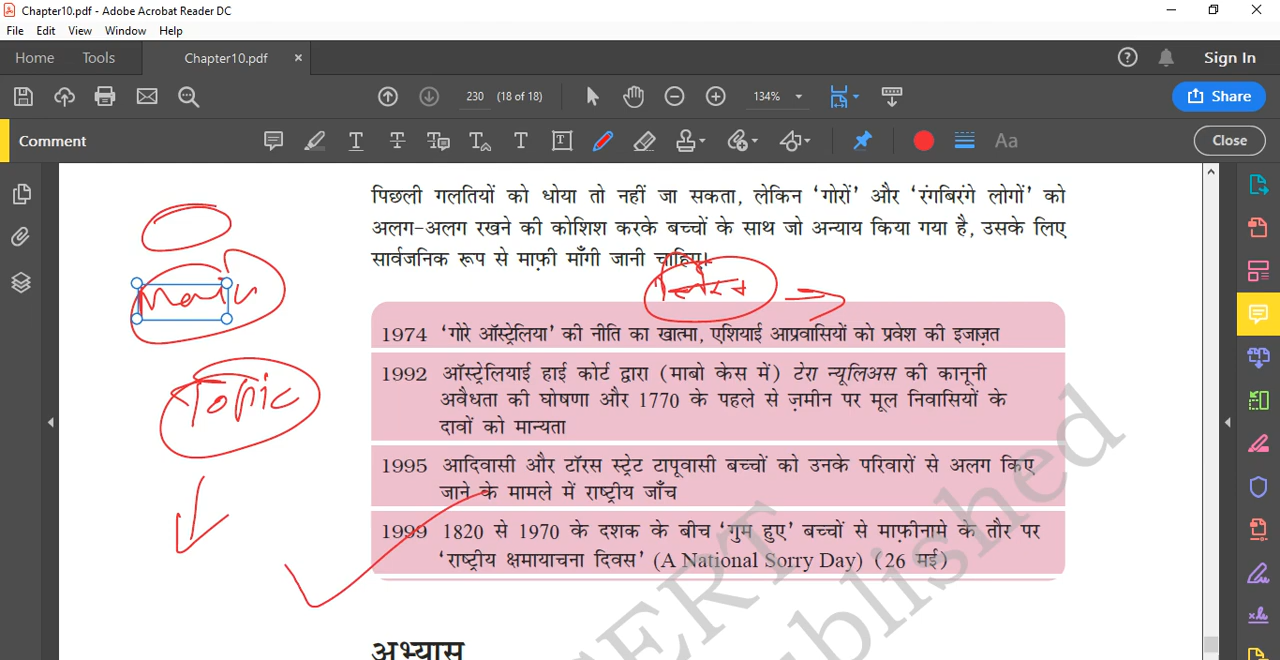 Chapter10.pdf - Adobe Acrobat Reader DC
File Edit View Window Help
Home Tools Chapter10.pdf × Sign In
230 (18 of 18) 134% Share
Comment Aa Close
पिछली गलतियों को धोया तो नहीं जा सकता, लेकिन ‘गोरों’ और ‘रंगबिरंगे लोगों’ को
अलग-अलग रखने की कोशिश करके बच्चों के साथ जो अन्याय किया गया है, उसके लिए
सार्वजनिक रूप से माफ़ी माँगी जानी चाहिए।
Main
Topic
1974 ‘गोरे ऑस्ट्रेलिया’ की नीति का खात्मा, एशियाई आप्रवासियों को प्रवेश की इजाज़त
1992 ऑस्ट्रेलियाई हाई कोर्ट द्वारा (माबो केस में) टेरा न्यूलिअस की कानूनी
अवैधता की घोषणा और 1770 के पहले से ज़मीन पर मूल निवासियों के
दावों को मान्यता
1995 आदिवासी और टॉरस स्ट्रेट टापूवासी बच्चों को उनके परिवारों से अलग किए
जाने के मामले में राष्ट्रीय जाँच
1999 1820 से 1970 के दशक के बीच ‘गुम हुए’ बच्चों से माफ़ीनामे के तौर पर
‘राष्ट्रीय क्षमायाचना दिवस’ (A National Sorry Day) (26 मई)
अभ्यास